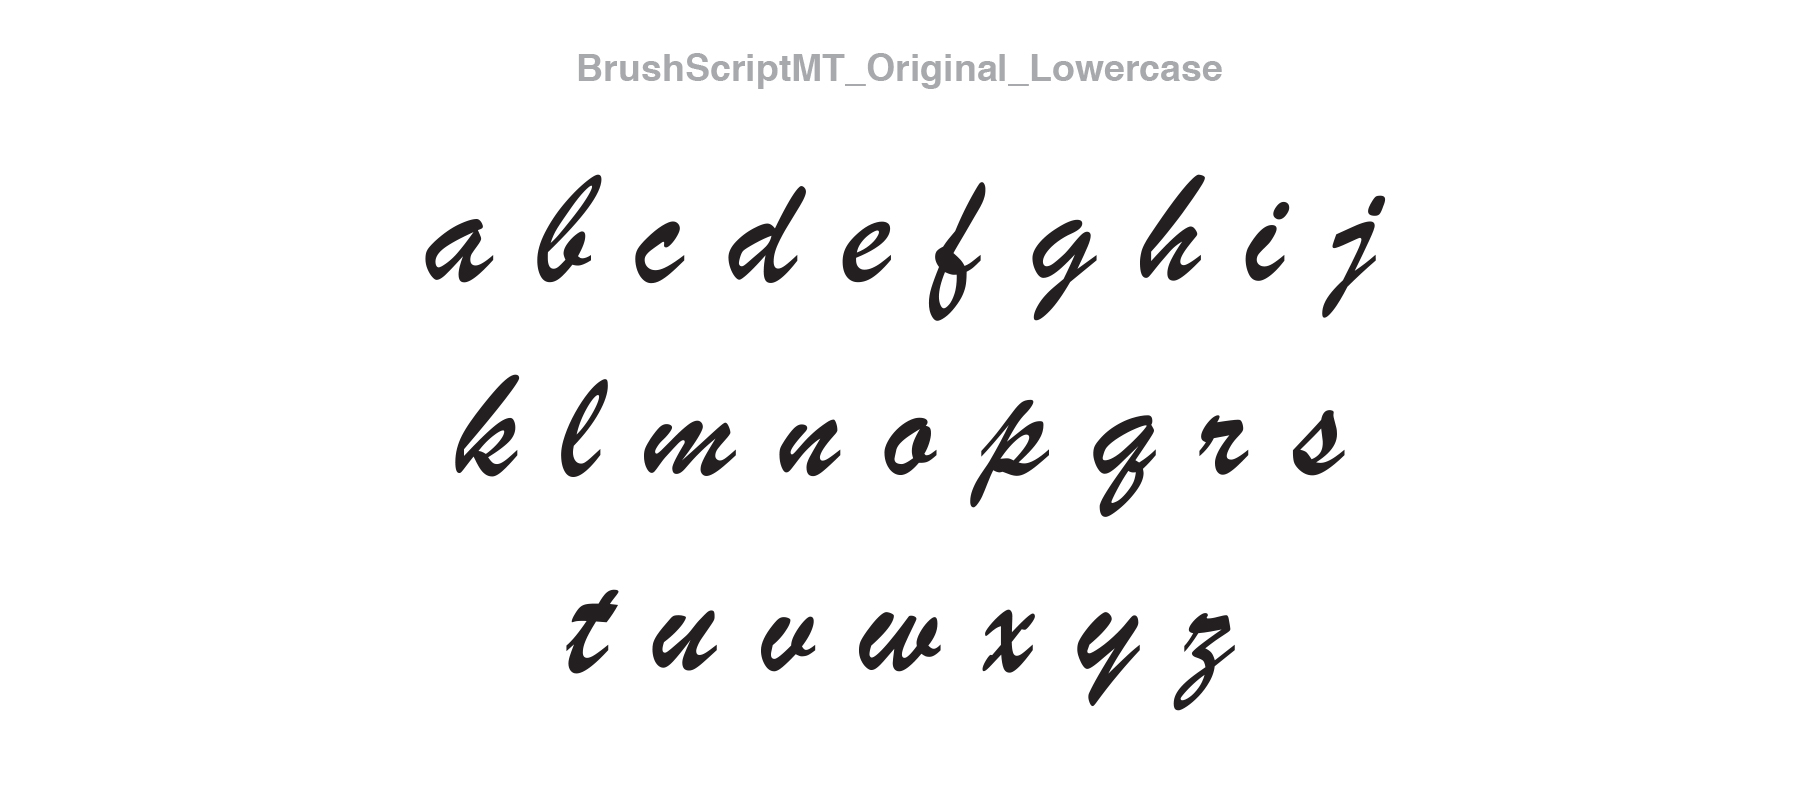 BrushScriptMT_Original_Lowercase
a b c d e f g h i j
k l m n o p q r s
t u v w x y z